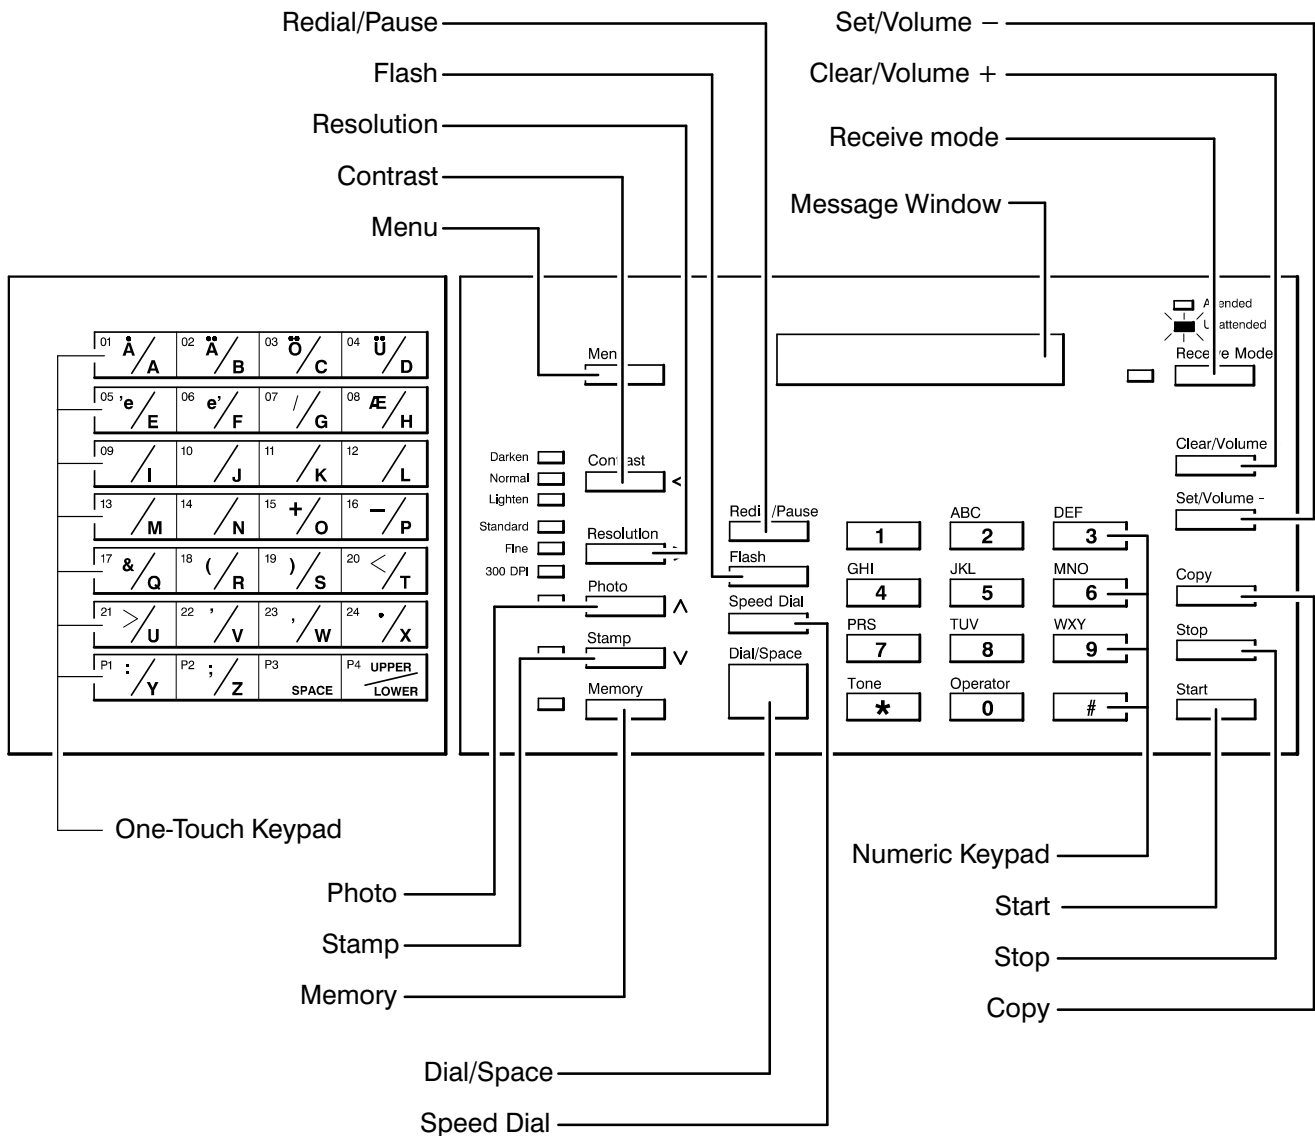 Redial/Pause
Flash
Resolution
Contrast
Menu
Set/Volume −
Clear/Volume +
Receive mode
Message Window
01 Å/A 02 Ä/B 03 Ö/C 04 Ü/D
05 'e/E 06 e'/F 07 / /G 08 Æ/H
09 /I 10 /J 11 /K 12 /L
13 /M 14 /N 15 +/O 16 −/P
17 &/Q 18 (/R 19 )/S 20 </T
21 >/U 22 '/V 23 ,/W 24 ·/X
P1 :/Y P2 ;/Z P3 SPACE P4 UPPER/LOWER
Men
Darken
Normal
Lighten
Contrast <
Standard
Fine
300 DPI
Resolution >
Photo ∧
Stamp ∨
Memory
Redi /Pause
Flash
Speed Dial
Dial/Space
1
ABC 2
DEF 3
GHI 4
JKL 5
MNO 6
PRS 7
TUV 8
WXY 9
Tone *
Operator 0
#
A ended
U attended
Rece ve Mode
Clear/Volume
Set/Volume -
Copy
Stop
Start
One-Touch Keypad
Photo
Stamp
Memory
Dial/Space
Speed Dial
Numeric Keypad
Start
Stop
Copy